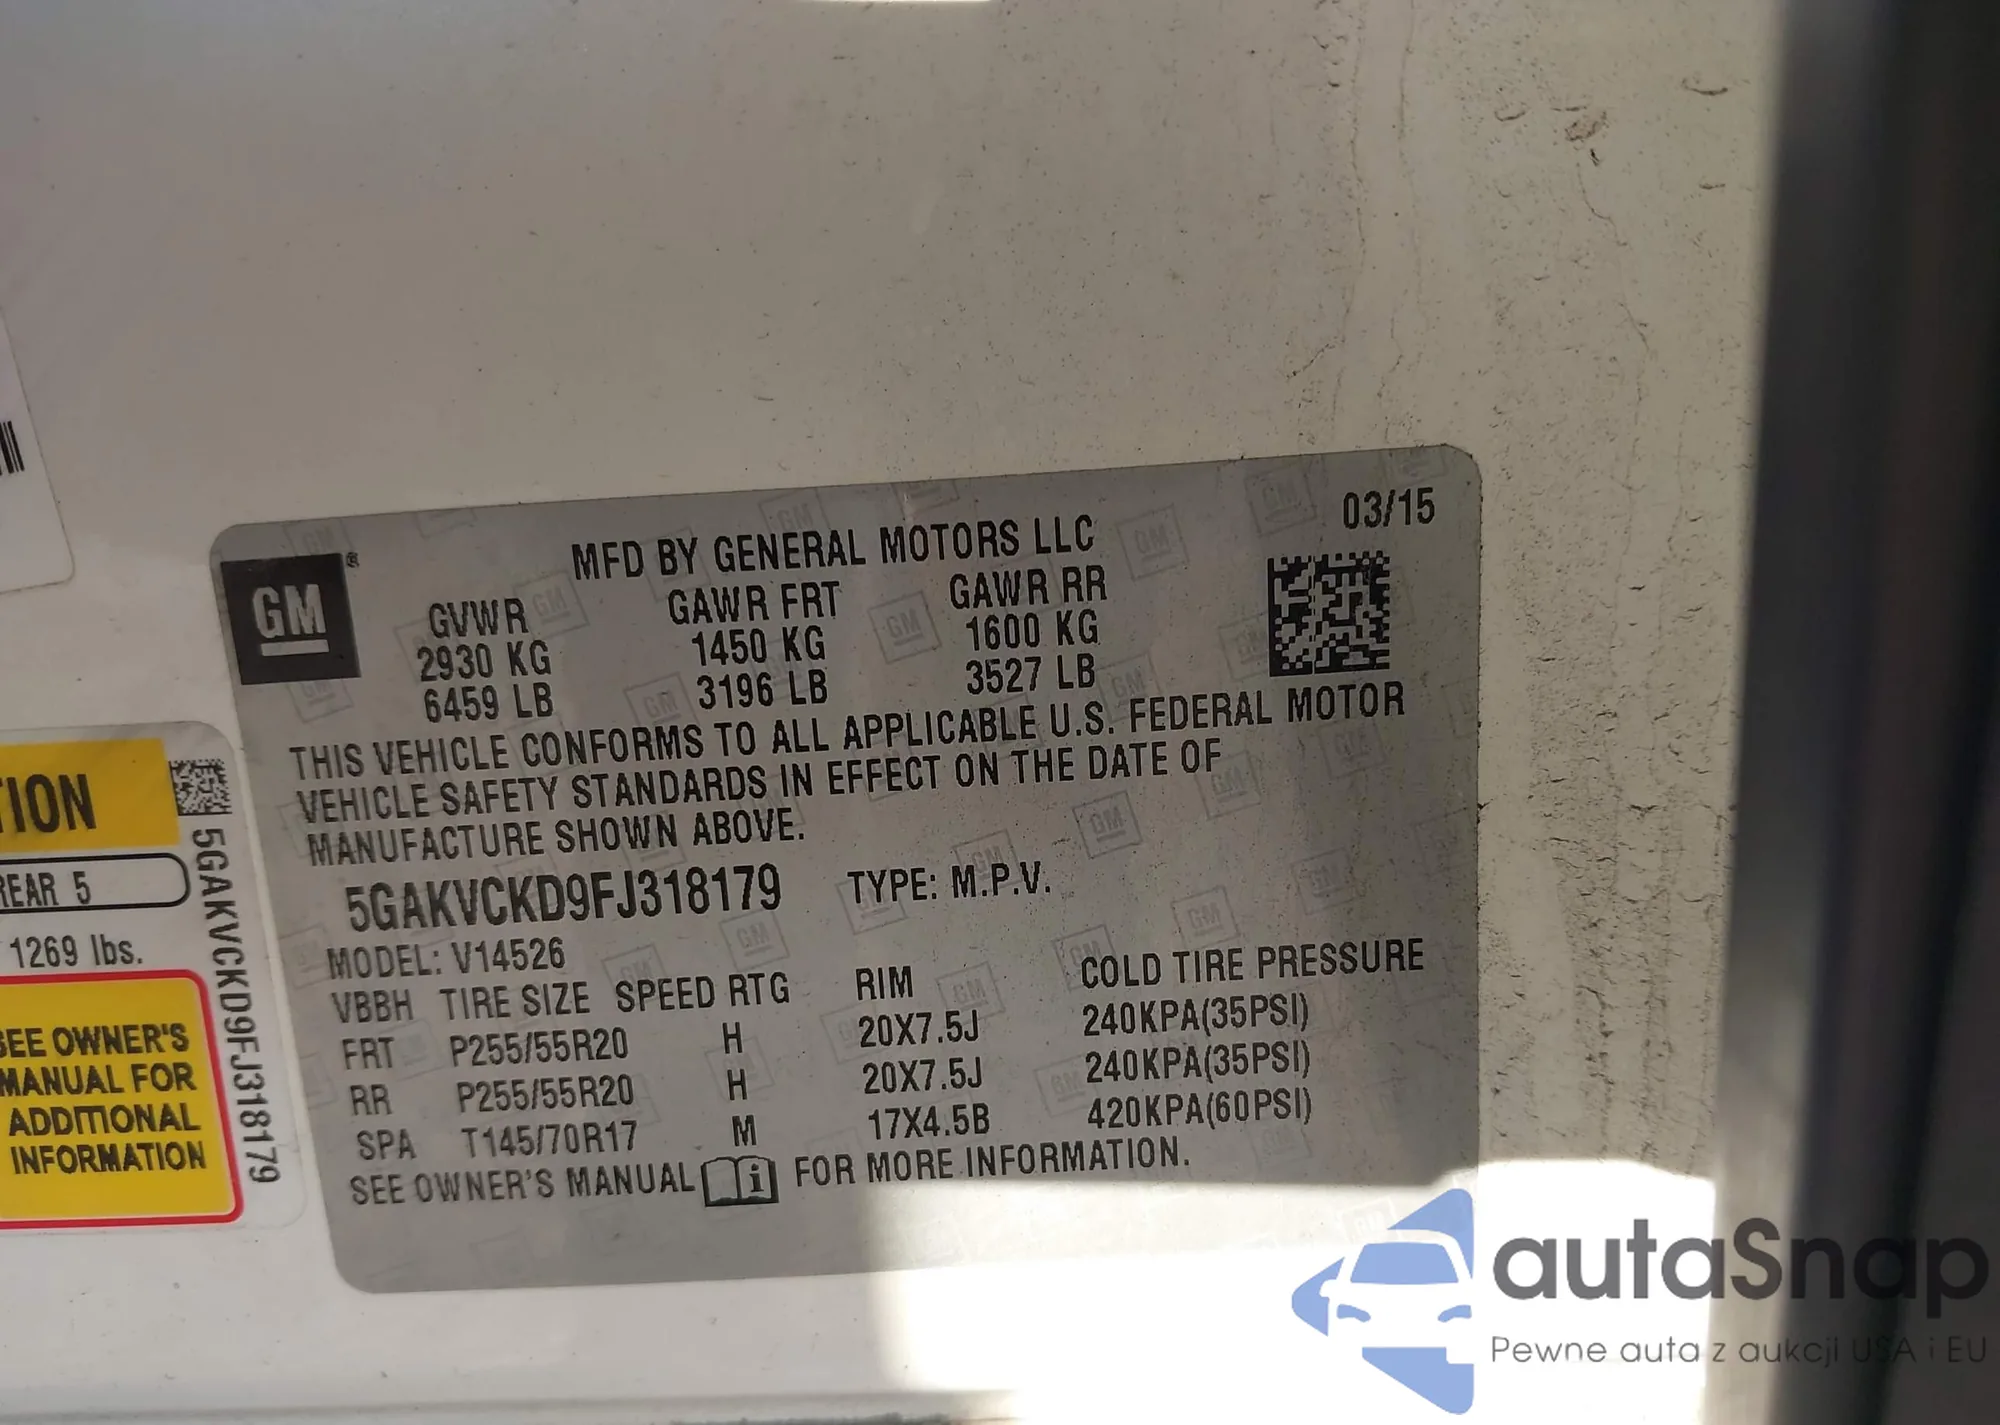 03/15
GM®
MFD BY GENERAL MOTORS LLC
GVWR GAWR FRT GAWR RR
2930 KG 1450 KG 1600 KG
6459 LB 3196 LB 3527 LB
THIS VEHICLE CONFORMS TO ALL APPLICABLE U.S. FEDERAL MOTOR
VEHICLE SAFETY STANDARDS IN EFFECT ON THE DATE OF
MANUFACTURE SHOWN ABOVE.
5GAKVCKD9FJ318179 TYPE: M.P.V.
MODEL: V14526
VBBH TIRE SIZE SPEED RTG RIM COLD TIRE PRESSURE
FRT P255/55R20 H 20X7.5J 240KPA(35PSI)
RR P255/55R20 H 20X7.5J 240KPA(35PSI)
SPA T145/70R17 M 17X4.5B 420KPA(60PSI)
SEE OWNER'S MANUAL i FOR MORE INFORMATION.
REAR 5
1269 lbs.
SEE OWNER'S
MANUAL FOR
ADDITIONAL
INFORMATION
5GAKVCKD9FJ318179
autaSnap
Pewne auta z aukcji USA i EU